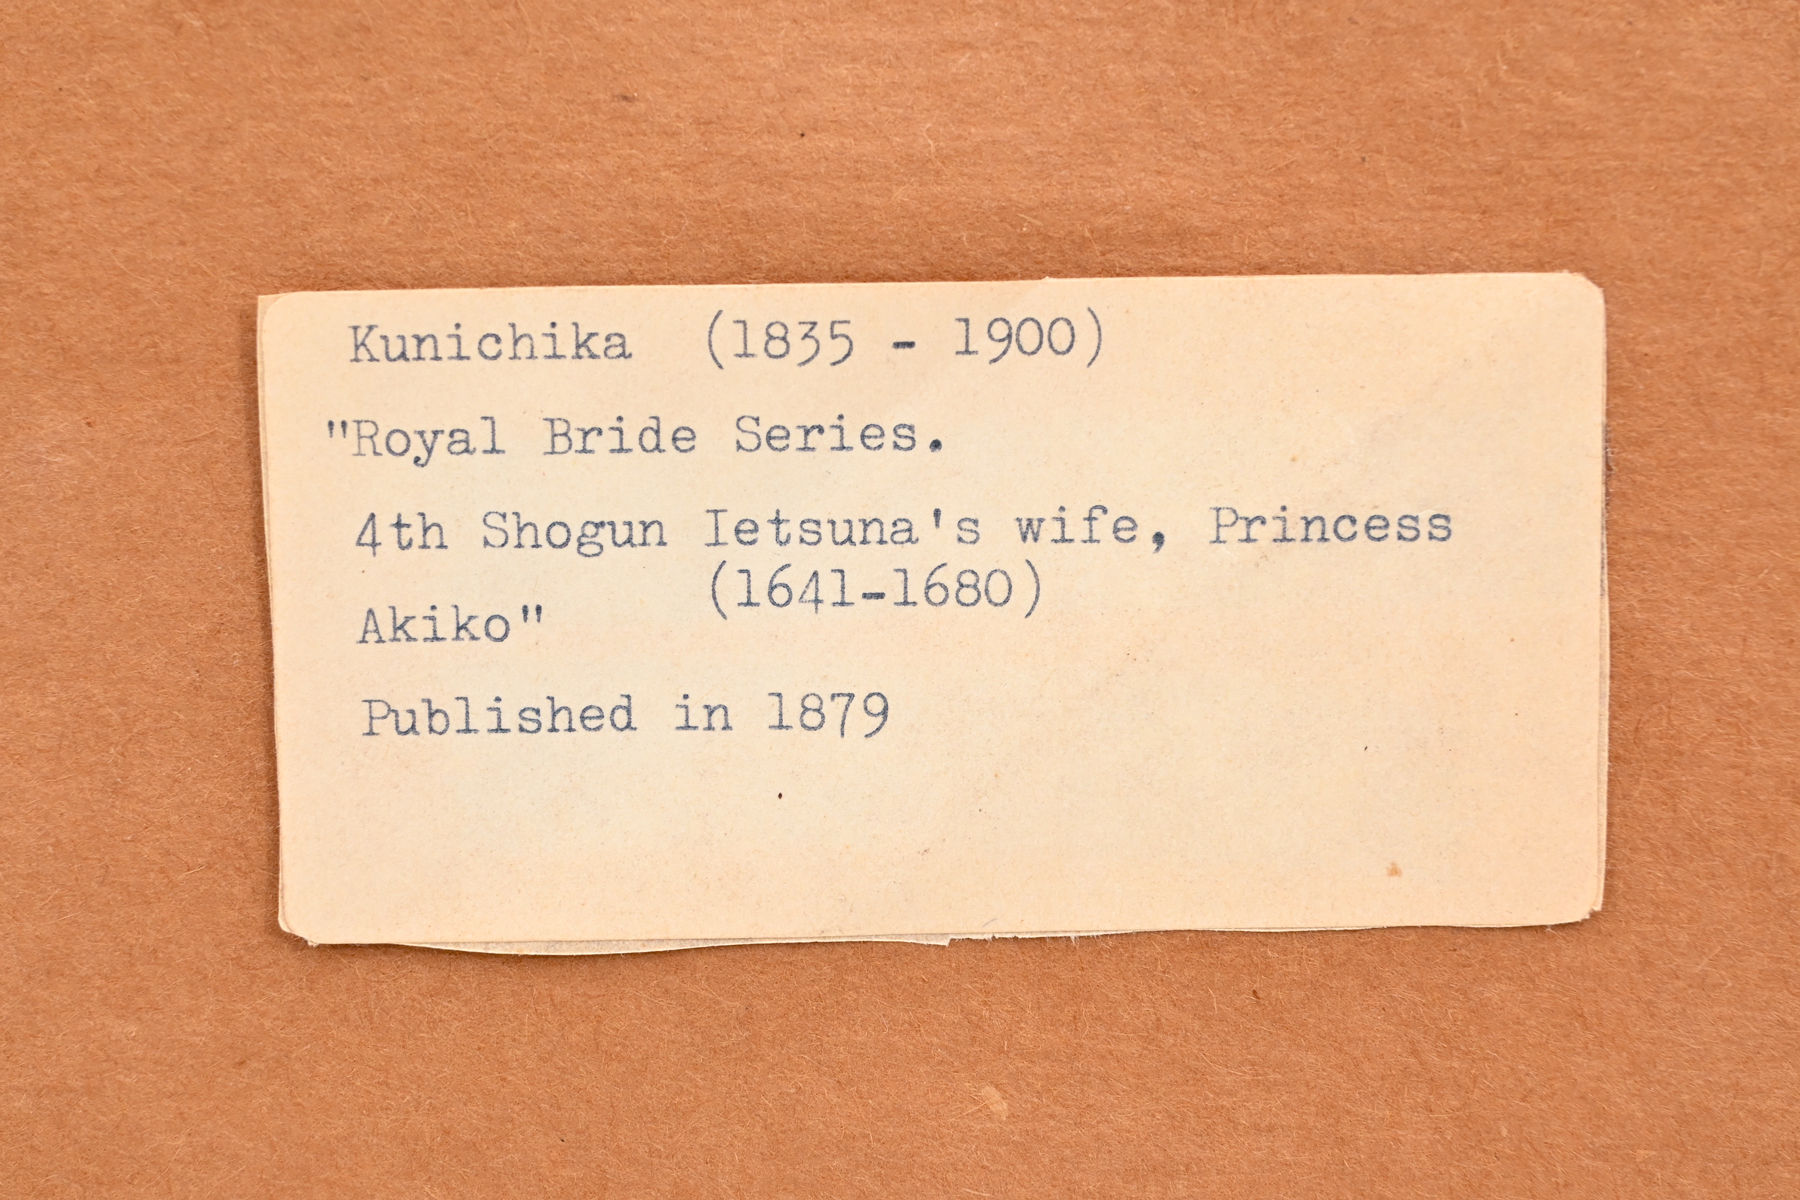 Kunichika (1835 - 1900)
"Royal Bride Series.
4th Shogun Ietsuna's wife, Princess
(1641-1680)
Akiko"
Published in 1879